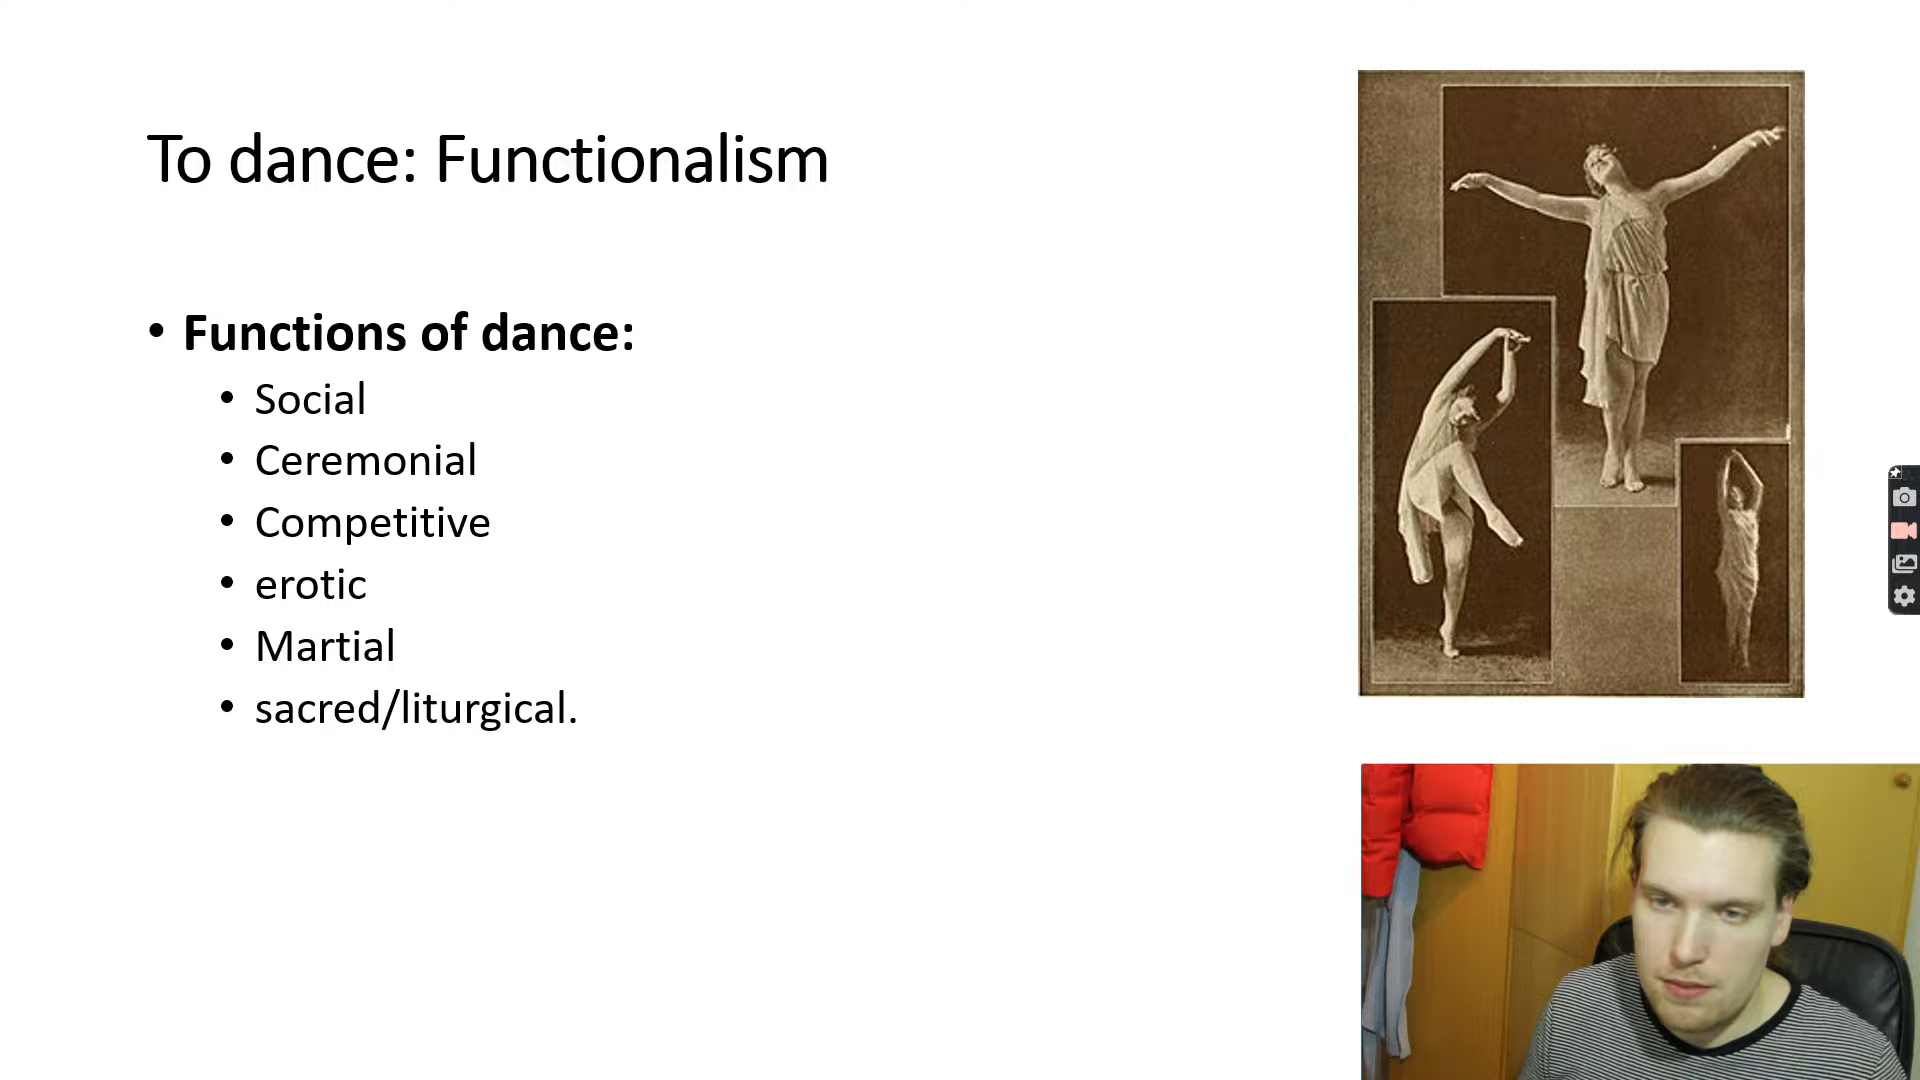 To dance: Functionalism
• Functions of dance:
• Social
• Ceremonial
• Competitive
• erotic
• Martial
• sacred/liturgical.